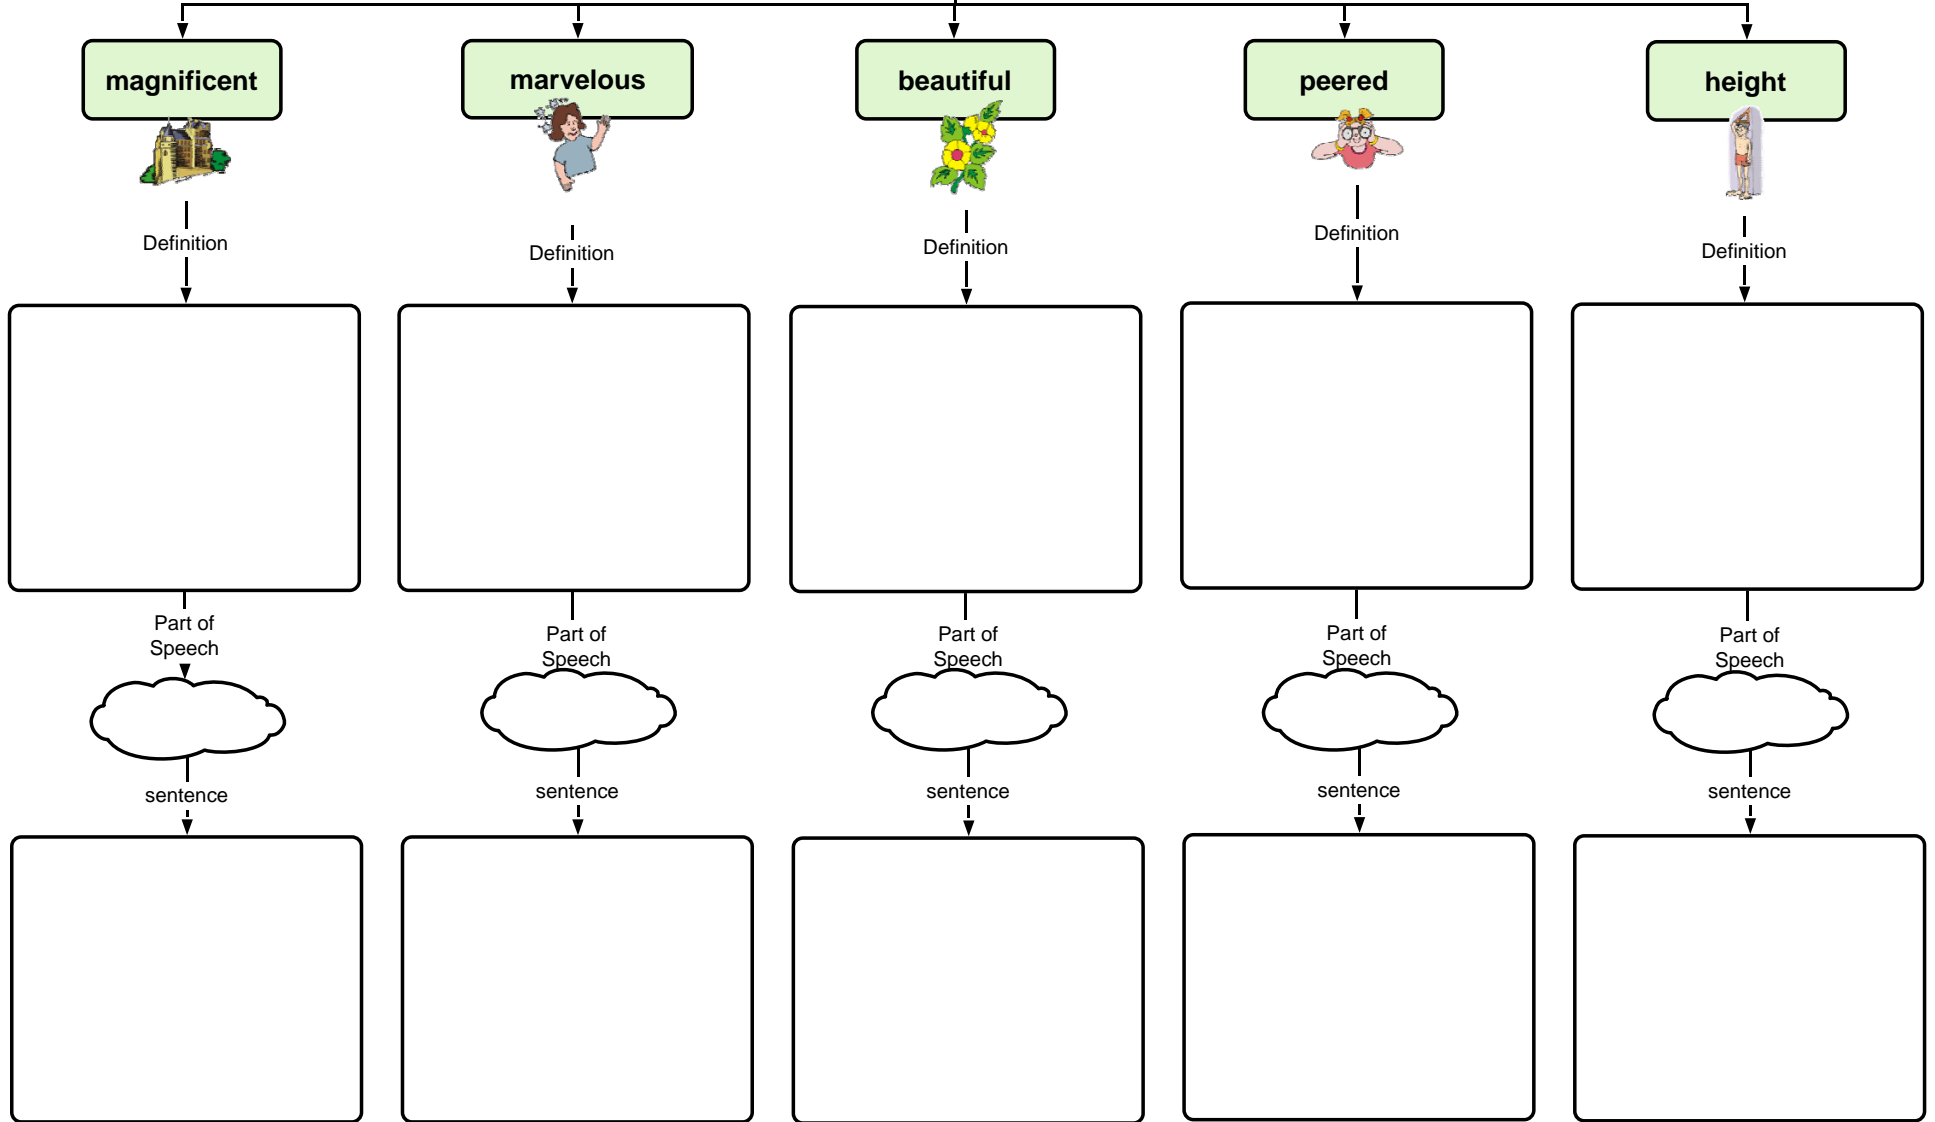 magnificent
marvelous
beautiful
peered
height
Definition
Definition
Definition
Definition
Definition
Part of
Speech
Part of
Speech
Part of
Speech
Part of
Speech
Part of
Speech
sentence
sentence
sentence
sentence
sentence